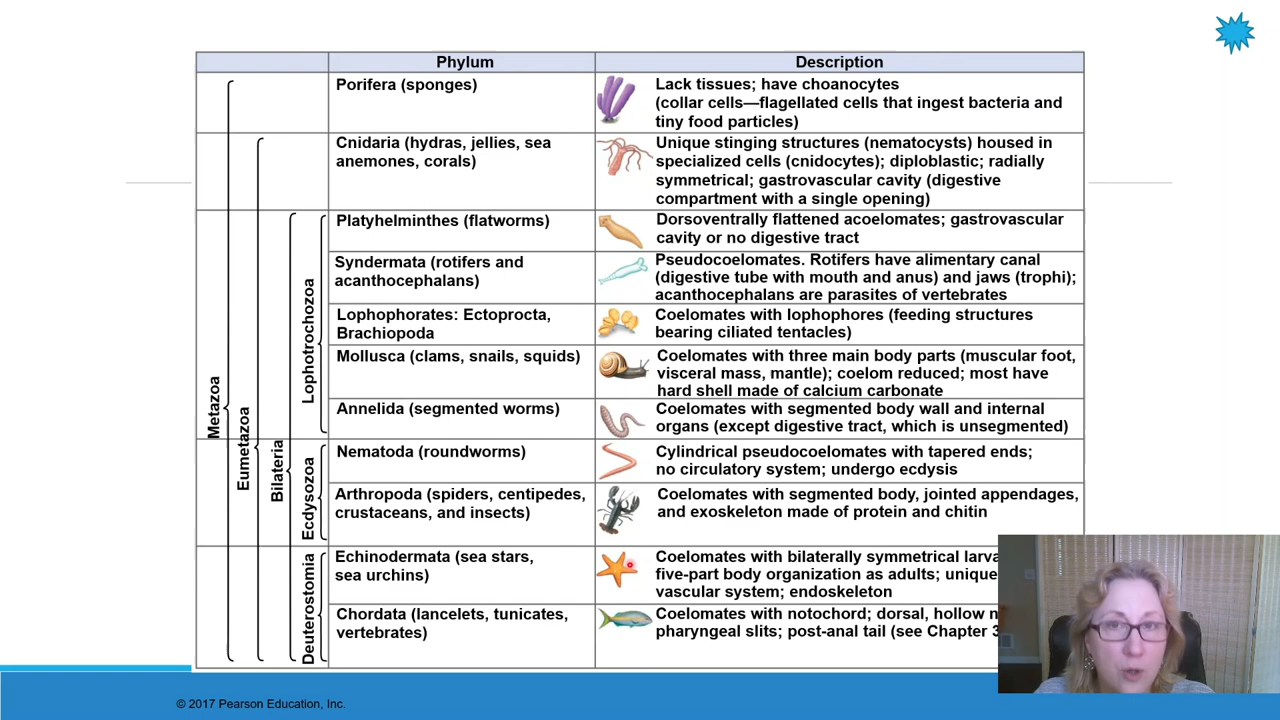 Phylum
Description
Porifera (sponges)
Lack tissues; have choanocytes
(collar cells—flagellated cells that ingest bacteria and
tiny food particles)
Cnidaria (hydras, jellies, sea
anemones, corals)
Unique stinging structures (nematocysts) housed in
specialized cells (cnidocytes); diploblastic; radially
symmetrical; gastrovascular cavity (digestive
compartment with a single opening)
Platyhelminthes (flatworms)
Dorsoventrally flattened acoelomates; gastrovascular
cavity or no digestive tract
Syndermata (rotifers and
acanthocephalans)
Pseudocoelomates. Rotifers have alimentary canal
(digestive tube with mouth and anus) and jaws (trophi);
acanthocephalans are parasites of vertebrates
Lophophorates: Ectoprocta,
Brachiopoda
Coelomates with lophophores (feeding structures
bearing ciliated tentacles)
Mollusca (clams, snails, squids)
Coelomates with three main body parts (muscular foot,
visceral mass, mantle); coelom reduced; most have
hard shell made of calcium carbonate
Annelida (segmented worms)
Coelomates with segmented body wall and internal
organs (except digestive tract, which is unsegmented)
Nematoda (roundworms)
Cylindrical pseudocoelomates with tapered ends;
no circulatory system; undergo ecdysis
Arthropoda (spiders, centipedes,
crustaceans, and insects)
Coelomates with segmented body, jointed appendages,
and exoskeleton made of protein and chitin
Echinodermata (sea stars,
sea urchins)
Coelomates with bilaterally symmetrical
five-part body organization as adults; unique
vascular system; endoskeleton
Chordata (lancelets, tunicates,
vertebrates)
Coelomates with notochord; dorsal, hollow
pharyngeal slits; post-anal tail (see Chapter
Metazoa
Eumetazoa
Bilateria
Lophotrochozoa
Ecdysozoa
Deuterostomia
© 2017 Pearson Education, Inc.